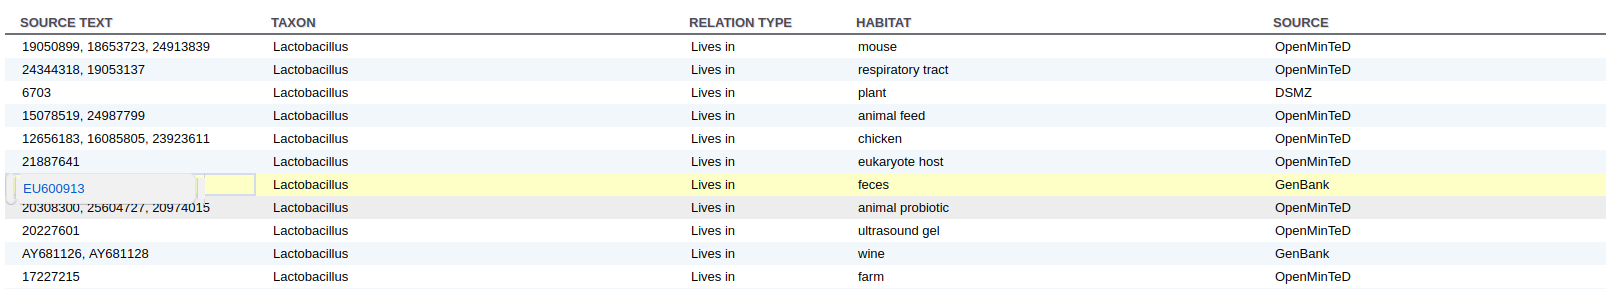 SOURCE TEXT TAXON RELATION TYPE HABITAT SOURCE
19050899, 18653723, 24913839 Lactobacillus Lives in mouse OpenMinTeD
24344318, 19053137 Lactobacillus Lives in respiratory tract OpenMinTeD
6703 Lactobacillus Lives in plant DSMZ
15078519, 24987799 Lactobacillus Lives in animal feed OpenMinTeD
12656183, 16085805, 23923611 Lactobacillus Lives in chicken OpenMinTeD
21887641 Lactobacillus Lives in eukaryote host OpenMinTeD
EU600913 Lactobacillus Lives in feces GenBank
20308300, 25604727, 20974015 Lactobacillus Lives in animal probiotic OpenMinTeD
20227601 Lactobacillus Lives in ultrasound gel OpenMinTeD
AY681126, AY681128 Lactobacillus Lives in wine GenBank
17227215 Lactobacillus Lives in farm OpenMinTeD